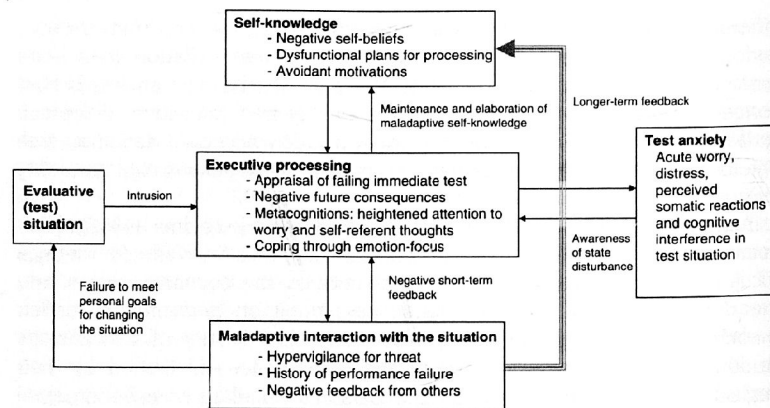 Self-knowledge
- Negative self-beliefs
- Dysfunctional plans for processing
- Avoidant motivations
Maintenance and elaboration of
maladaptive self-knowledge
Longer-term feedback
Executive processing
- Appraisal of failing immediate test
- Negative future consequences
- Metacognitions: heightened attention to
worry and self-referent thoughts
- Coping through emotion-focus
Evaluative
(test)
situation
Intrusion
Test anxiety
Acute worry,
distress,
perceived
somatic reactions
and cognitive
interference in
test situation
Awareness
of state
disturbance
Failure to meet
personal goals
for changing
the situation
Negative short-term
feedback
Maladaptive interaction with the situation
- Hypervigilance for threat
- History of performance failure
- Negative feedback from others